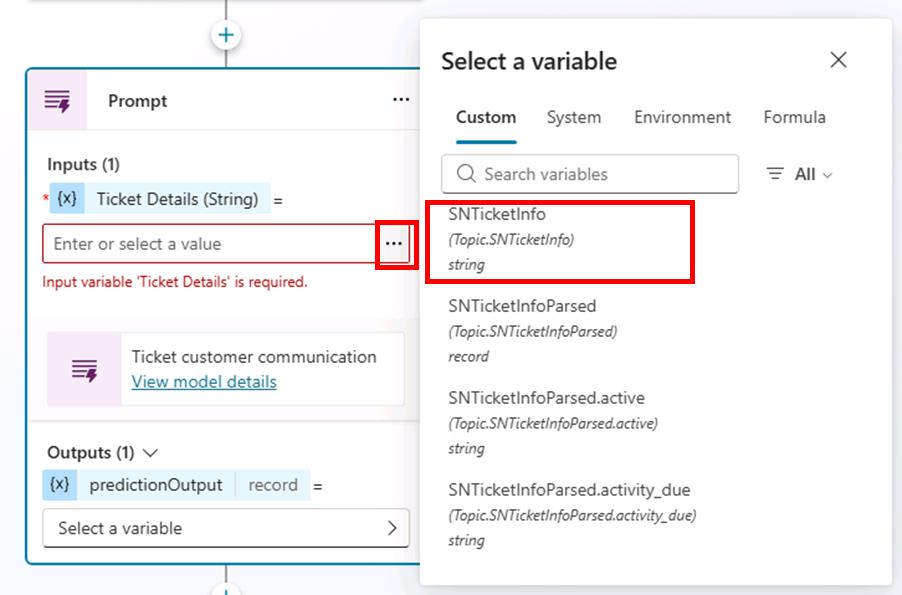 Prompt
...
Inputs (1)
* {x} Ticket Details (String) =
Enter or select a value ...
Input variable 'Ticket Details' is required.
Ticket customer communication
View model details
Outputs (1)
{x} predictionOutput record =
Select a variable
Select a variable
Custom System Environment Formula
Search variables All
SNTicketInfo
(Topic.SNTicketInfo)
string
SNTicketInfoParsed
(Topic.SNTicketInfoParsed)
record
SNTicketInfoParsed.active
(Topic.SNTicketInfoParsed.active)
string
SNTicketInfoParsed.activity_due
(Topic.SNTicketInfoParsed.activity_due)
string